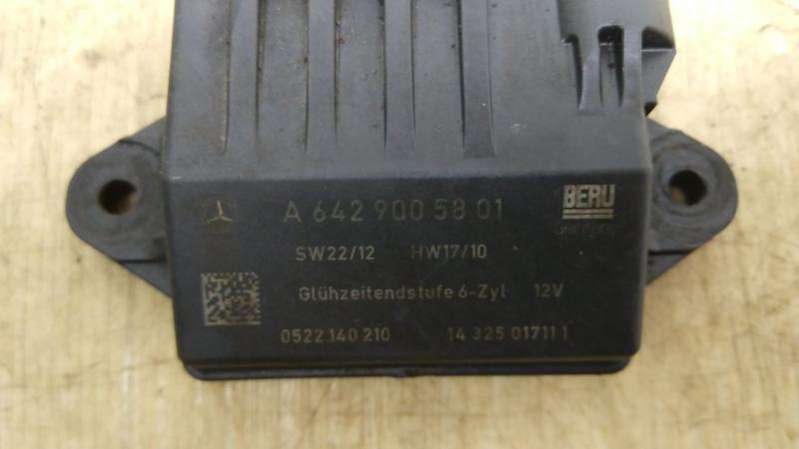 A 642 900 58 01
BERU
SW22/12 HW17/10
Glühzeitendstufe 6-Zyl 12V
0522 140 210 14 325 01711 1